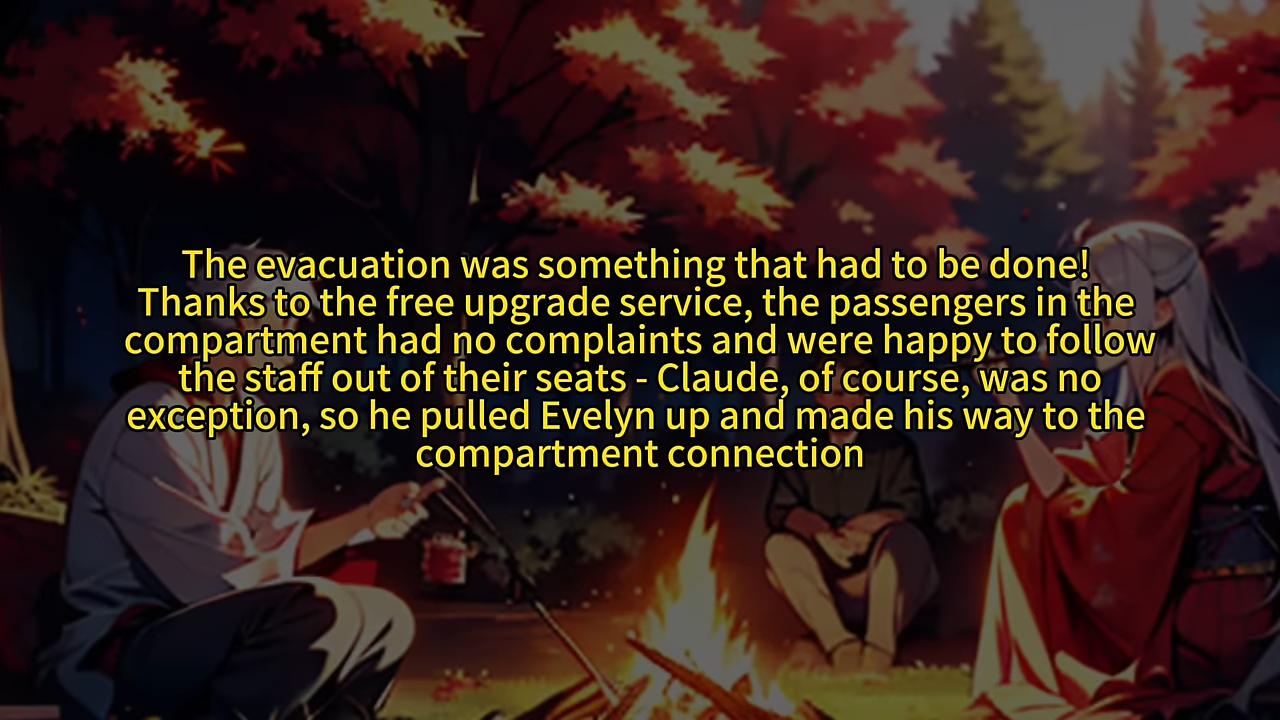 The evacuation was something that had to be done!
Thanks to the free upgrade service, the passengers in the
compartment had no complaints and were happy to follow
the staff out of their seats - Claude, of course, was no
exception, so he pulled Evelyn up and made his way to the
compartment connection